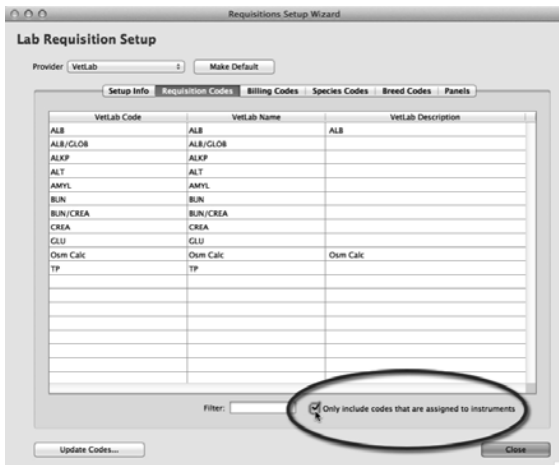 Requisitions Setup Wizard
Lab Requisition Setup
Provider VetLab Make Default
Setup Info Requisition Codes Billing Codes Species Codes Breed Codes Panels
VetLab Code VetLab Name VetLab Description
ALB ALB ALB
ALB/GLOB ALB/GLOB
ALKP ALKP
ALT ALT
AMYL AMYL
BUN BUN
BUN/CREA BUN/CREA
CREA CREA
GLU GLU
Osm Calc Osm Calc Osm Calc
TP TP
Filter: Only include codes that are assigned to instruments
Update Codes... Close